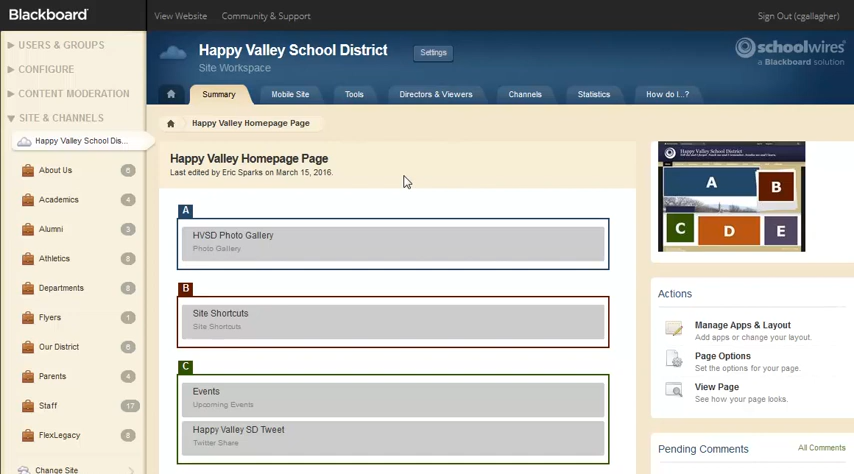 Blackboard
View Website
Community & Support
Sign Out (cgallagher)
USERS & GROUPS
CONFIGURE
CONTENT MODERATION
SITE & CHANNELS
Happy Valley School Dis...
About Us 6
Academics 4
Alumni 3
Athletics 8
Departments 8
Flyers 1
Our District 6
Parents 4
Staff 17
FlexLegacy 8
Change Site
Happy Valley School District
Settings
Site Workspace
schoolwires
a Blackboard solution
Summary
Mobile Site
Tools
Directors & Viewers
Channels
Statistics
How do I...?
Happy Valley Homepage Page
Happy Valley Homepage Page
Last edited by Eric Sparks on March 15, 2016.
A
HVSD Photo Gallery
Photo Gallery
B
Site Shortcuts
Site Shortcuts
C
Events
Upcoming Events
Happy Valley SD Tweet
Twitter Share
Happy Valley School District
A
B
C
D
E
Actions
Manage Apps & Layout
Add apps or change your layout.
Page Options
Set the options for your page.
View Page
See how your page looks.
Pending Comments
All Comments